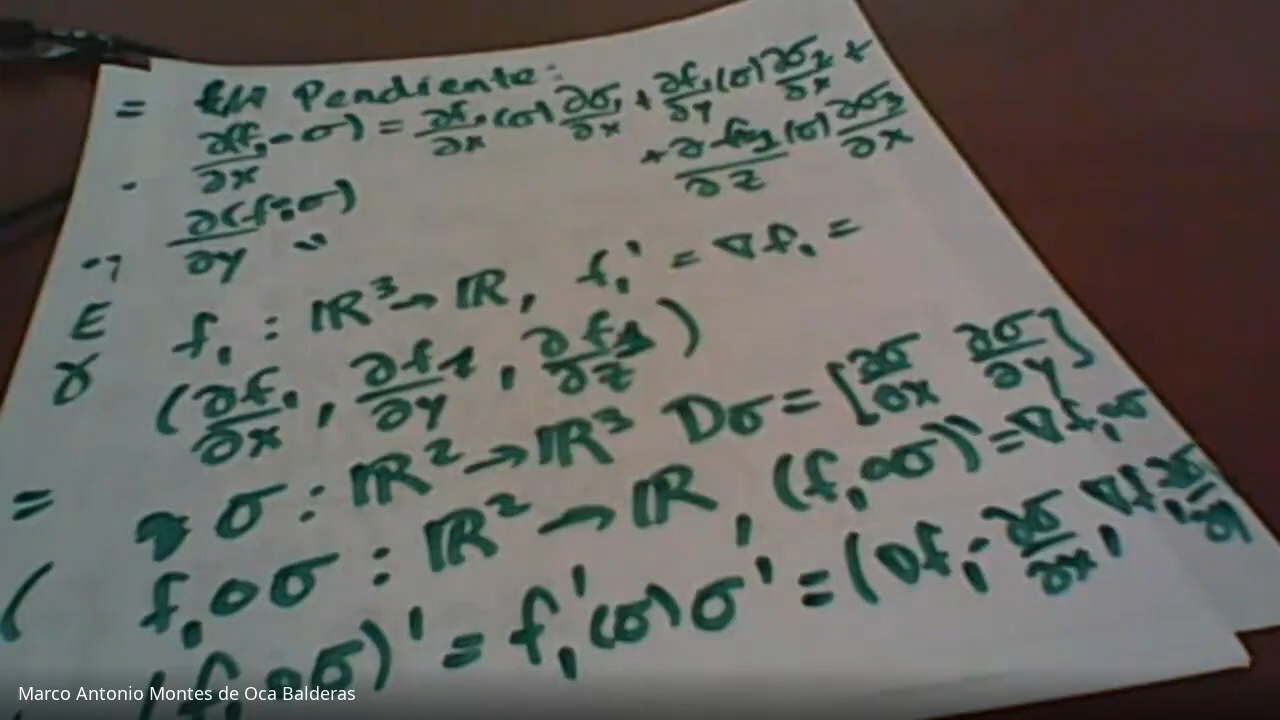 = Pendiente:
∂(f₁∘σ)/∂x = ∂f₁/∂x (σ) ∂σ₁/∂x + ∂f₁/∂y (σ) ∂σ₂/∂x +
+ ∂f₁/∂z (σ) ∂σ₃/∂x
∂(f₁∘σ)/∂y "
f₁ : ℝ³→ℝ, f₁' = ∇f₁ =
(∂f₁/∂x, ∂f₁/∂y, ∂f₁/∂z)
σ : ℝ²→ℝ³ Dσ = [∂σ/∂x ∂σ/∂y]
f₁∘σ : ℝ²→ℝ, (f₁∘σ)' = ∇f₁∘σ
(f₁∘σ)' = f₁'(σ)σ' = (∇f₁·∂σ/∂x, ∇f₁·∂σ/∂y
Marco Antonio Montes de Oca Balderas